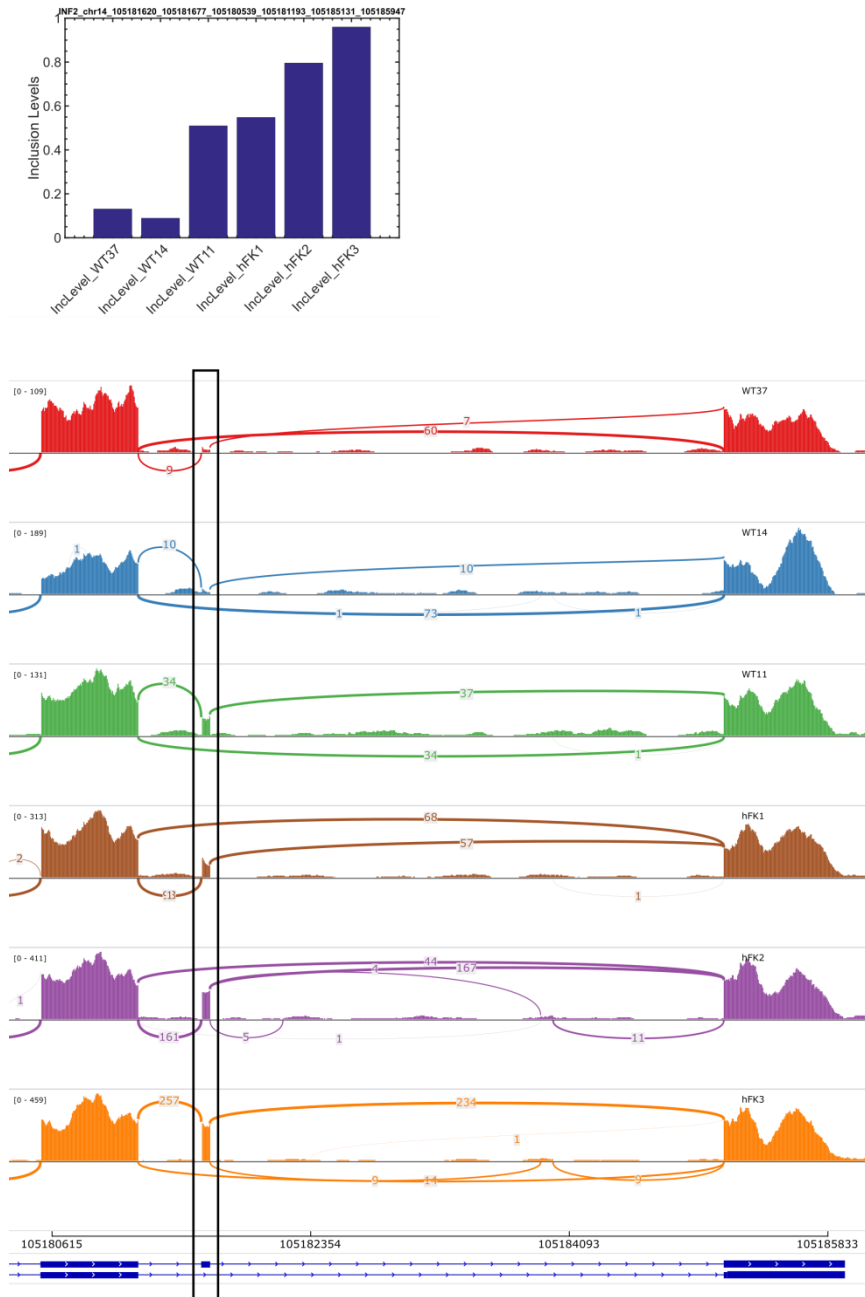 INF2_chr14_105181620_105181677_105180539_105181193_105185131_105185947
1
0.8
0.6
0.4
0.2
0
Inclusion Levels
IncLevel_WT37
IncLevel_WT14
IncLevel_WT11
IncLevel_hFK1
IncLevel_hFK2
IncLevel_hFK3
[0 - 109]
WT37
7
60
9
[0 - 189]
WT14
1
10
10
1
73
1
[0 - 131]
WT11
34
37
34
1
[0 - 313]
hFK1
68
2
57
1
[0 - 411]
hFK2
44
4
167
1
161
5
1
11
[0 - 459]
hFK3
257
234
1
9
14
9
105180615
105182354
105184093
105185833